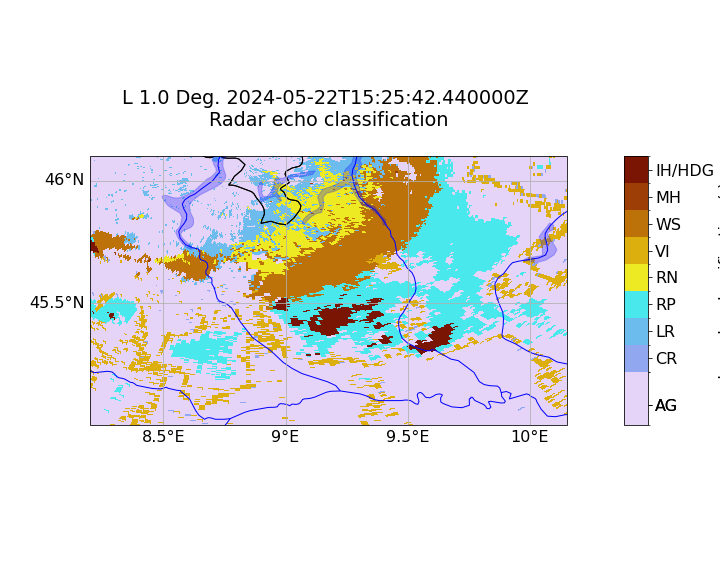 L 1.0 Deg. 2024-05-22T15:25:42.440000Z
Radar echo classification
46°N
45.5°N
8.5°E
9°E
9.5°E
10°E
IH/HDG
MH
WS
VI
RN
RP
LR
CR
AG